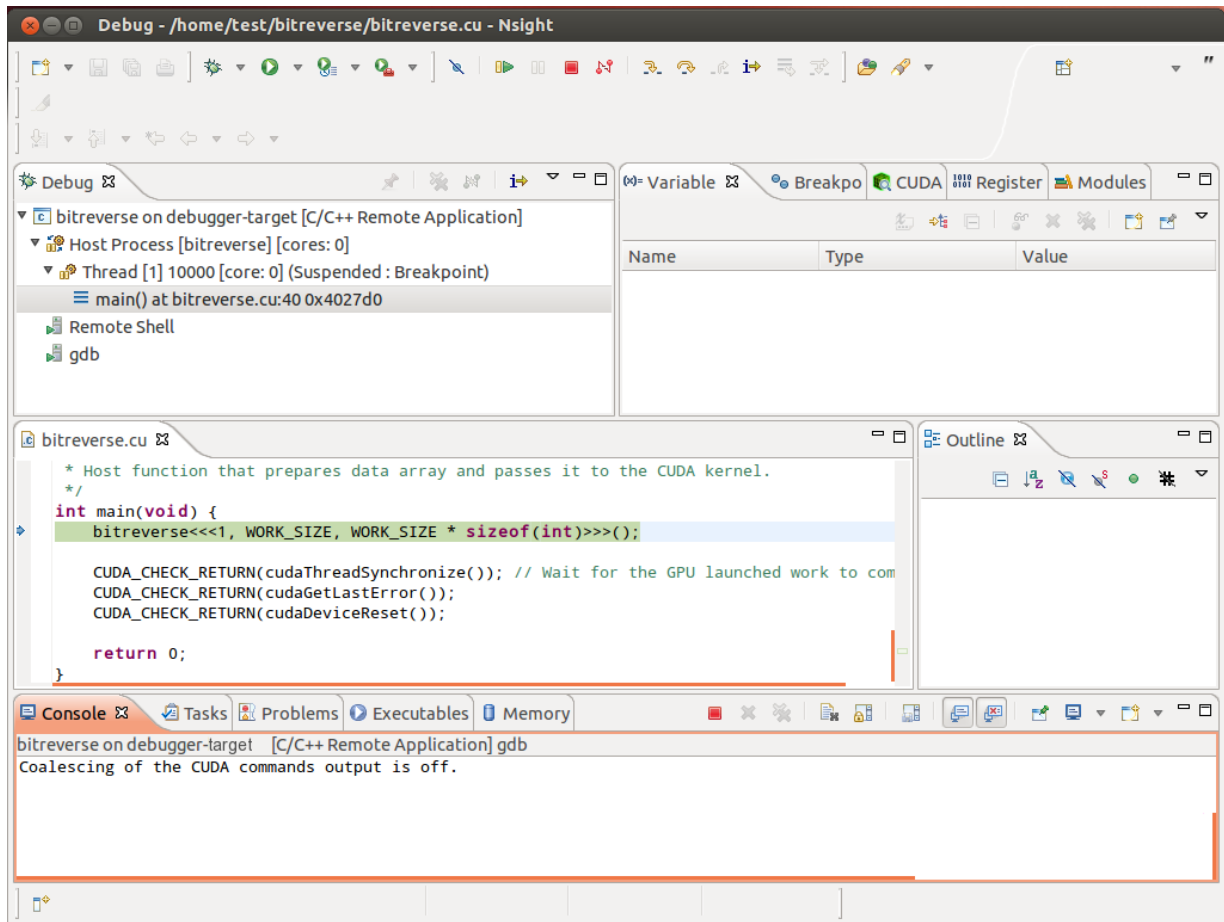 Debug - /home/test/bitreverse/bitreverse.cu - Nsight
Debug
Variable Breakpo CUDA Register Modules
bitreverse on debugger-target [C/C++ Remote Application]
Host Process [bitreverse] [cores: 0]
Thread [1] 10000 [core: 0] (Suspended : Breakpoint)
main() at bitreverse.cu:40 0x4027d0
Remote Shell
gdb
Name Type Value
bitreverse.cu
* Host function that prepares data array and passes it to the CUDA kernel.
*/
int main(void) {
bitreverse<<<1, WORK_SIZE, WORK_SIZE * sizeof(int)>>>();
CUDA_CHECK_RETURN(cudaThreadSynchronize()); // Wait for the GPU launched work to com
CUDA_CHECK_RETURN(cudaGetLastError());
CUDA_CHECK_RETURN(cudaDeviceReset());
return 0;
}
Outline
Console Tasks Problems Executables Memory
bitreverse on debugger-target [C/C++ Remote Application] gdb
Coalescing of the CUDA commands output is off.